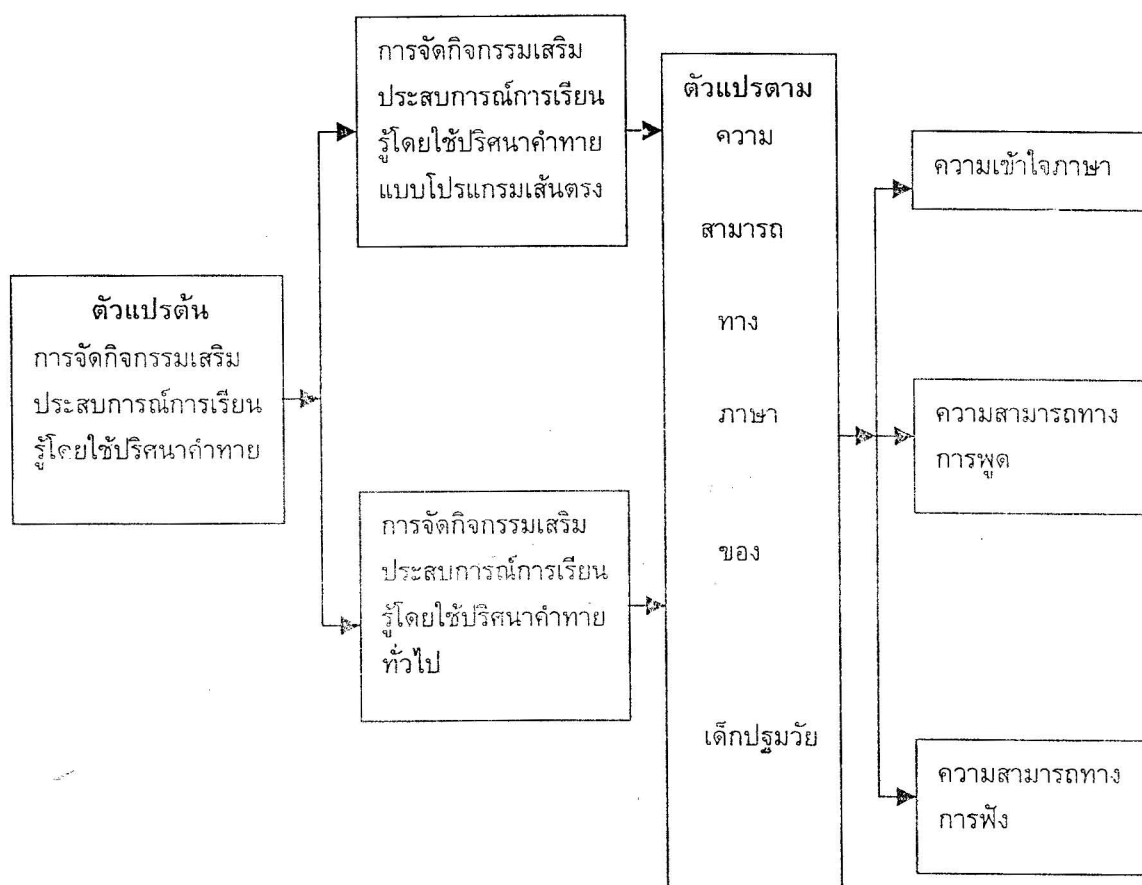 ตัวแปรต้น
การจัดกิจกรรมเสริม
ประสบการณ์การเรียน
รู้โดยใช้ปริศนาคำทาย
การจัดกิจกรรมเสริม
ประสบการณ์การเรียน
รู้โดยใช้ปริศนาคำทาย
แบบโปรแกรมเส้นตรง
การจัดกิจกรรมเสริม
ประสบการณ์การเรียน
รู้โดยใช้ปริศนาคำทาย
ทั่วไป
ตัวแปรตาม
ความ
สามารถ
ทาง
ภาษา
ของ
เด็กปฐมวัย
ความเข้าใจภาษา
ความสามารถทาง
การพูด
ความสามารถทาง
การฟัง